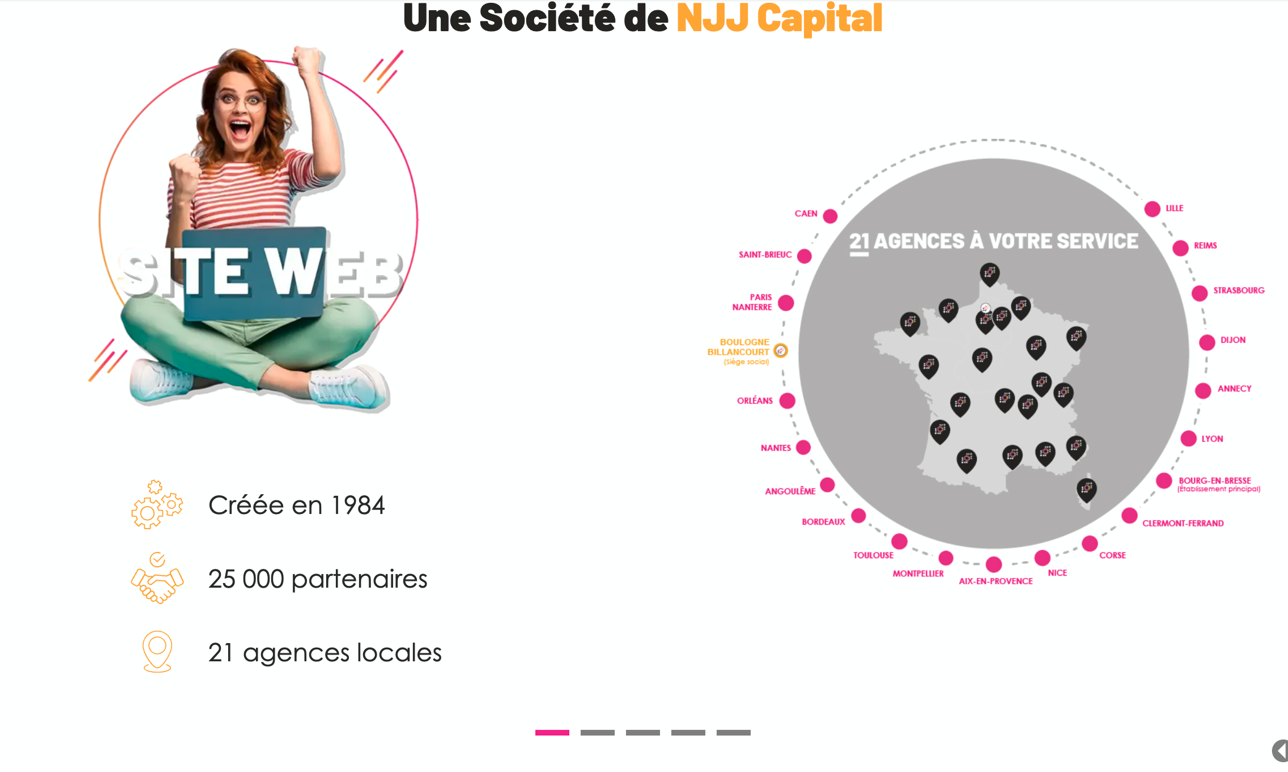 Une Société de NJJ Capital
SITE WEB
Créée en 1984
25 000 partenaires
21 agences locales
21 AGENCES À VOTRE SERVICE
CAEN
SAINT-BRIEUC
PARIS
NANTERRE
BOULOGNE
BILLANCOURT
(Siège social)
ORLÉANS
NANTES
ANGOULÊME
BORDEAUX
TOULOUSE
MONTPELLIER
AIX-EN-PROVENCE
NICE
CORSE
CLERMONT-FERRAND
BOURG-EN-BRESSE
(Établissement principal)
LYON
ANNECY
DIJON
STRASBOURG
REIMS
LILLE